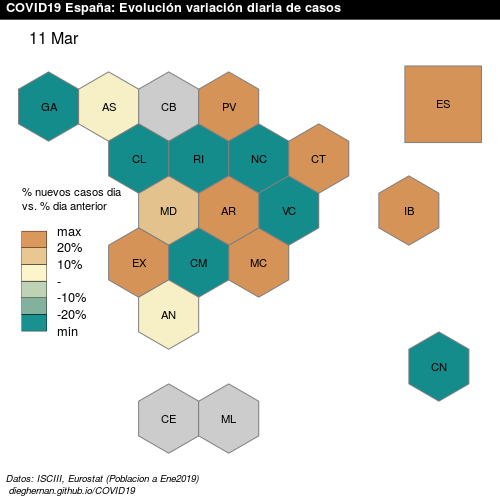 COVID19 España: Evolución variación diaria de casos
11 Mar
GA
AS
CB
PV
ES
CL
RI
NC
CT
% nuevos casos dia
vs. % dia anterior
MD
AR
VC
IB
max
20%
10%
-
-10%
-20%
min
EX
CM
MC
AN
CN
CE
ML
Datos: ISCIII, Eurostat (Poblacion a Ene2019)
dieghernan.github.io/COVID19